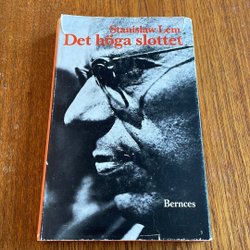 Stanisław Lem
Det höga slottet
Bernces